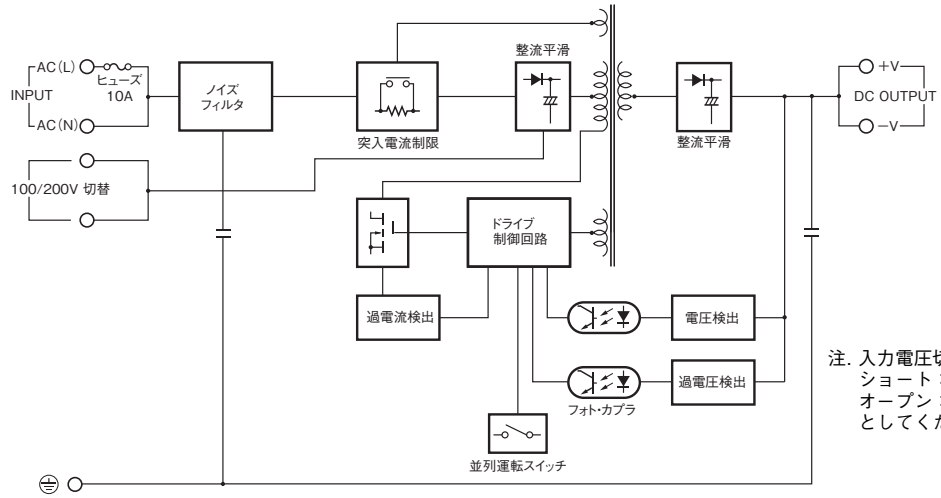 AC(L)
ヒューズ
10A
INPUT
AC(N)
100/200V 切替
ノイズ
フィルタ
突入電流制限
整流平滑
整流平滑
+V
DC OUTPUT
−V
ドライブ
制御回路
過電流検出
電圧検出
過電圧検出
フォト・カプラ
並列運転スイッチ
注. 入力電圧切
ショート
オープン
としてくだ